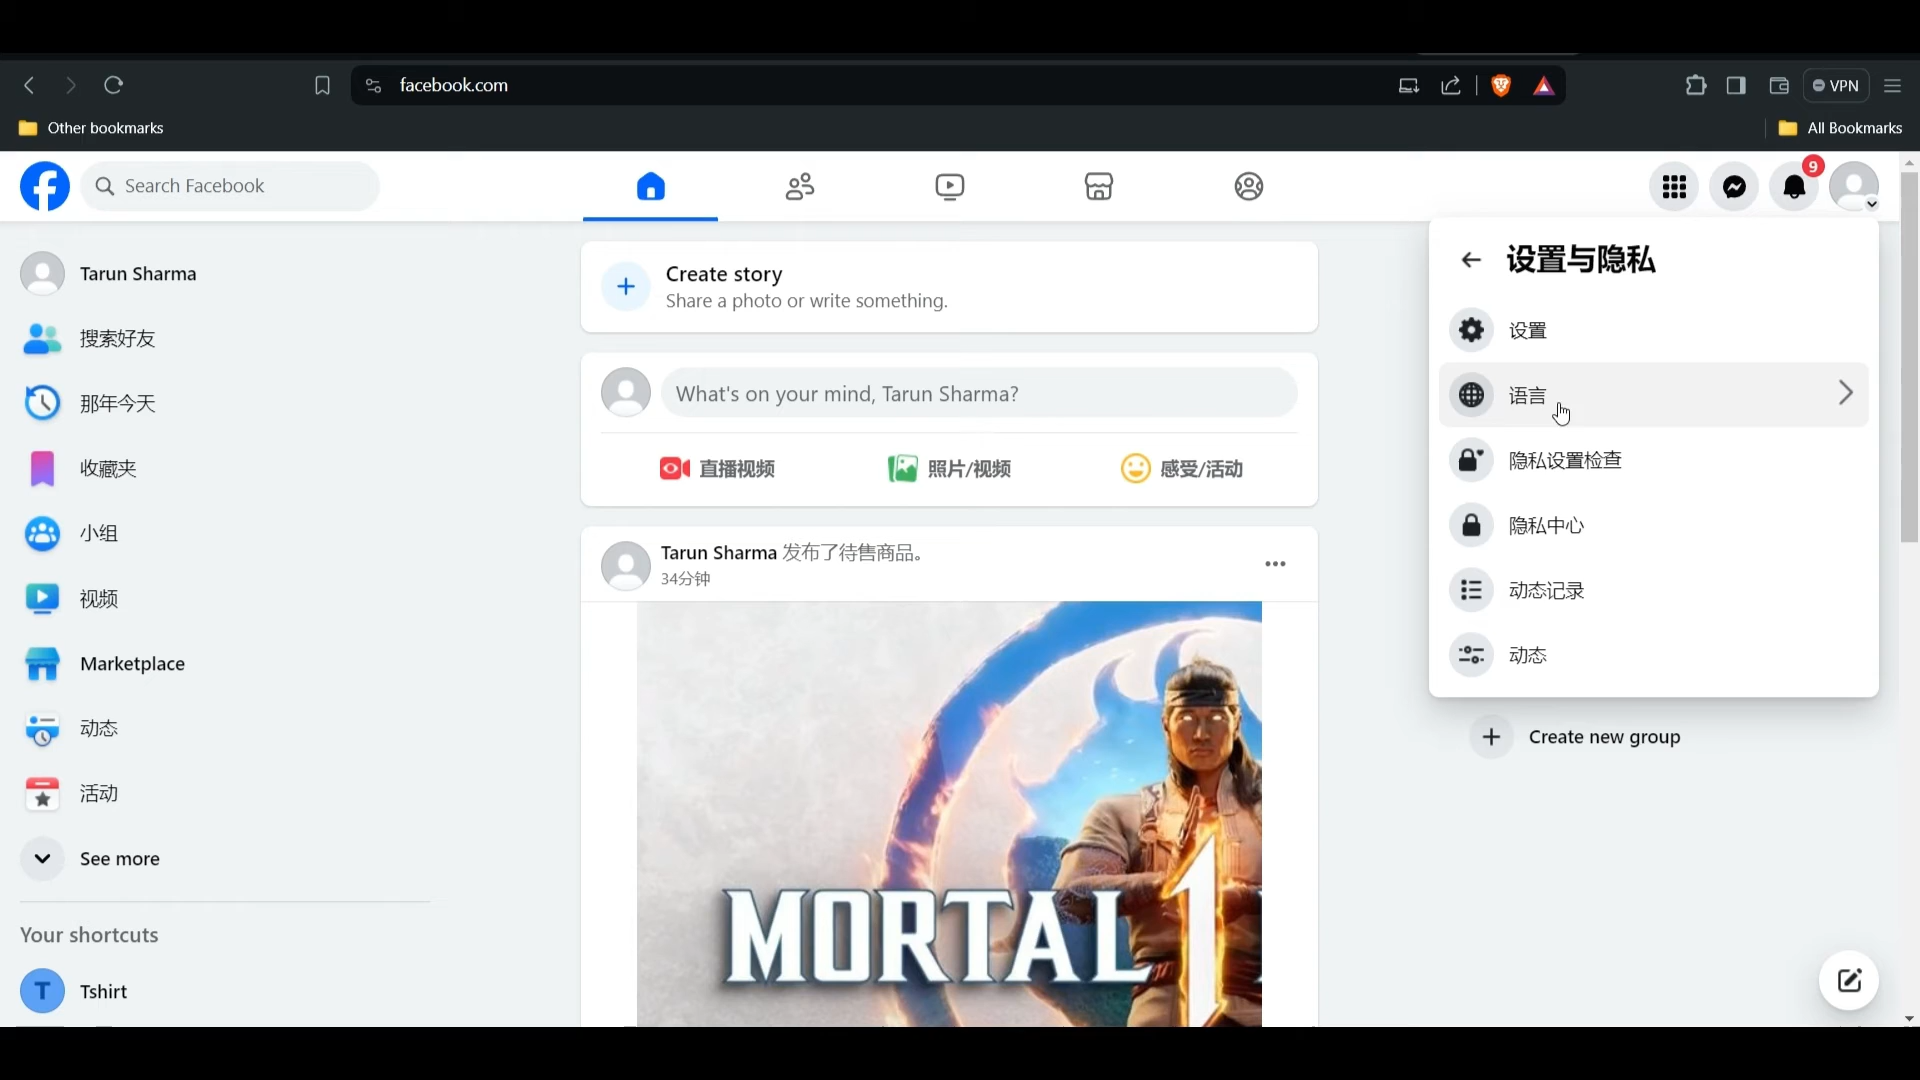 facebook.com
VPN
Other bookmarks
All Bookmarks
Search Facebook
9
Tarun Sharma
搜索好友
那年今天
收藏夹
小组
视频
Marketplace
动态
活动
See more
Your shortcuts
T
Tshirt
Create story
Share a photo or write something.
What's on your mind, Tarun Sharma?
直播视频
照片/视频
感受/活动
Tarun Sharma 发布了待售商品。
34分钟
MORTAL
1
设置与隐私
设置
语言
隐私设置检查
隐私中心
动态记录
动态
Create new group